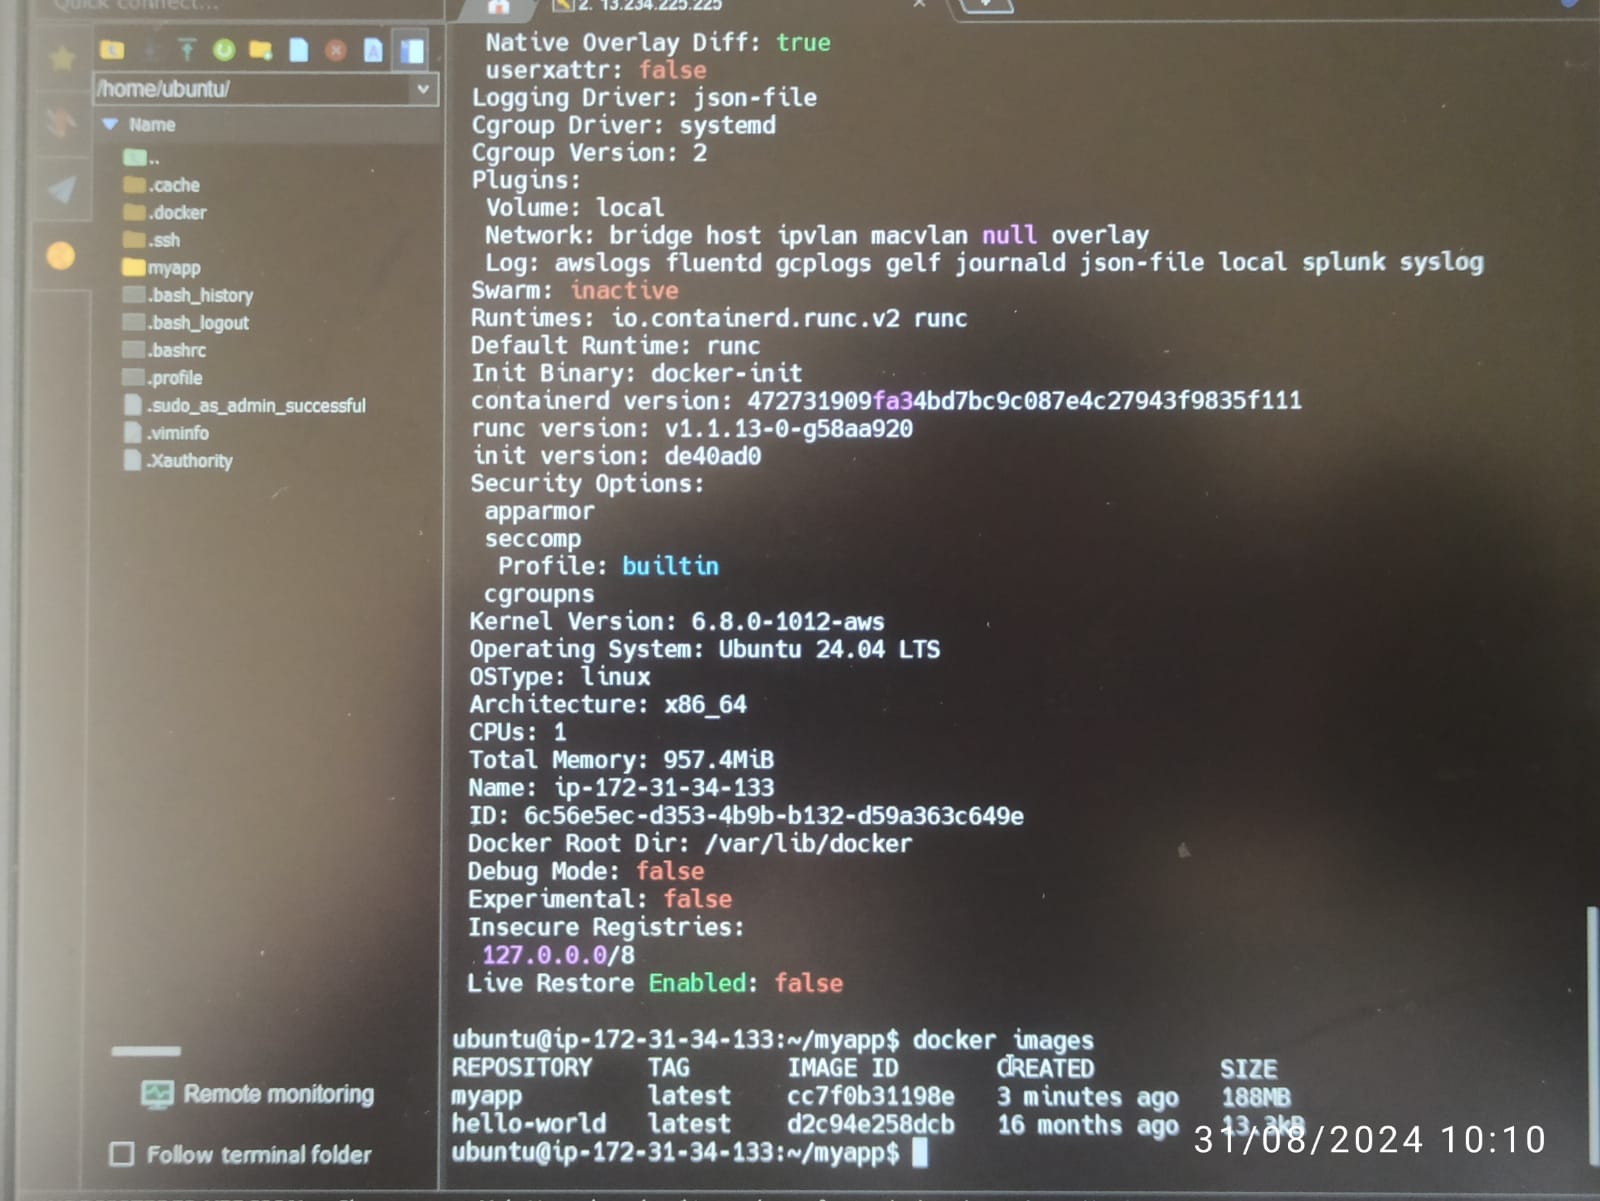 Quick connect...
2. 13.234.225.225
/home/ubuntu/
Name
..
.cache
.docker
.ssh
myapp
.bash_history
.bash_logout
.bashrc
.profile
.sudo_as_admin_successful
.viminfo
.Xauthority
Remote monitoring
Follow terminal folder
Native Overlay Diff: true
userxattr: false
Logging Driver: json-file
Cgroup Driver: systemd
Cgroup Version: 2
Plugins:
Volume: local
Network: bridge host ipvlan macvlan null overlay
Log: awslogs fluentd gcplogs gelf journald json-file local splunk syslog
Swarm: inactive
Runtimes: io.containerd.runc.v2 runc
Default Runtime: runc
Init Binary: docker-init
containerd version: 472731909fa34bd7bc9c087e4c27943f9835f111
runc version: v1.1.13-0-g58aa920
init version: de40ad0
Security Options:
apparmor
seccomp
Profile: builtin
cgroupns
Kernel Version: 6.8.0-1012-aws
Operating System: Ubuntu 24.04 LTS
OSType: linux
Architecture: x86_64
CPUs: 1
Total Memory: 957.4MiB
Name: ip-172-31-34-133
ID: 6c56e5ec-d353-4b9b-b132-d59a363c649e
Docker Root Dir: /var/lib/docker
Debug Mode: false
Experimental: false
Insecure Registries:
127.0.0.0/8
Live Restore Enabled: false
ubuntu@ip-172-31-34-133:~/myapp$ docker images
REPOSITORY TAG IMAGE ID CREATED SIZE
myapp latest cc7f0b31198e 3 minutes ago 188MB
hello-world latest d2c94e258dcb 16 months ago 13.3kB
ubuntu@ip-172-31-34-133:~/myapp$
31/08/2024 10:10